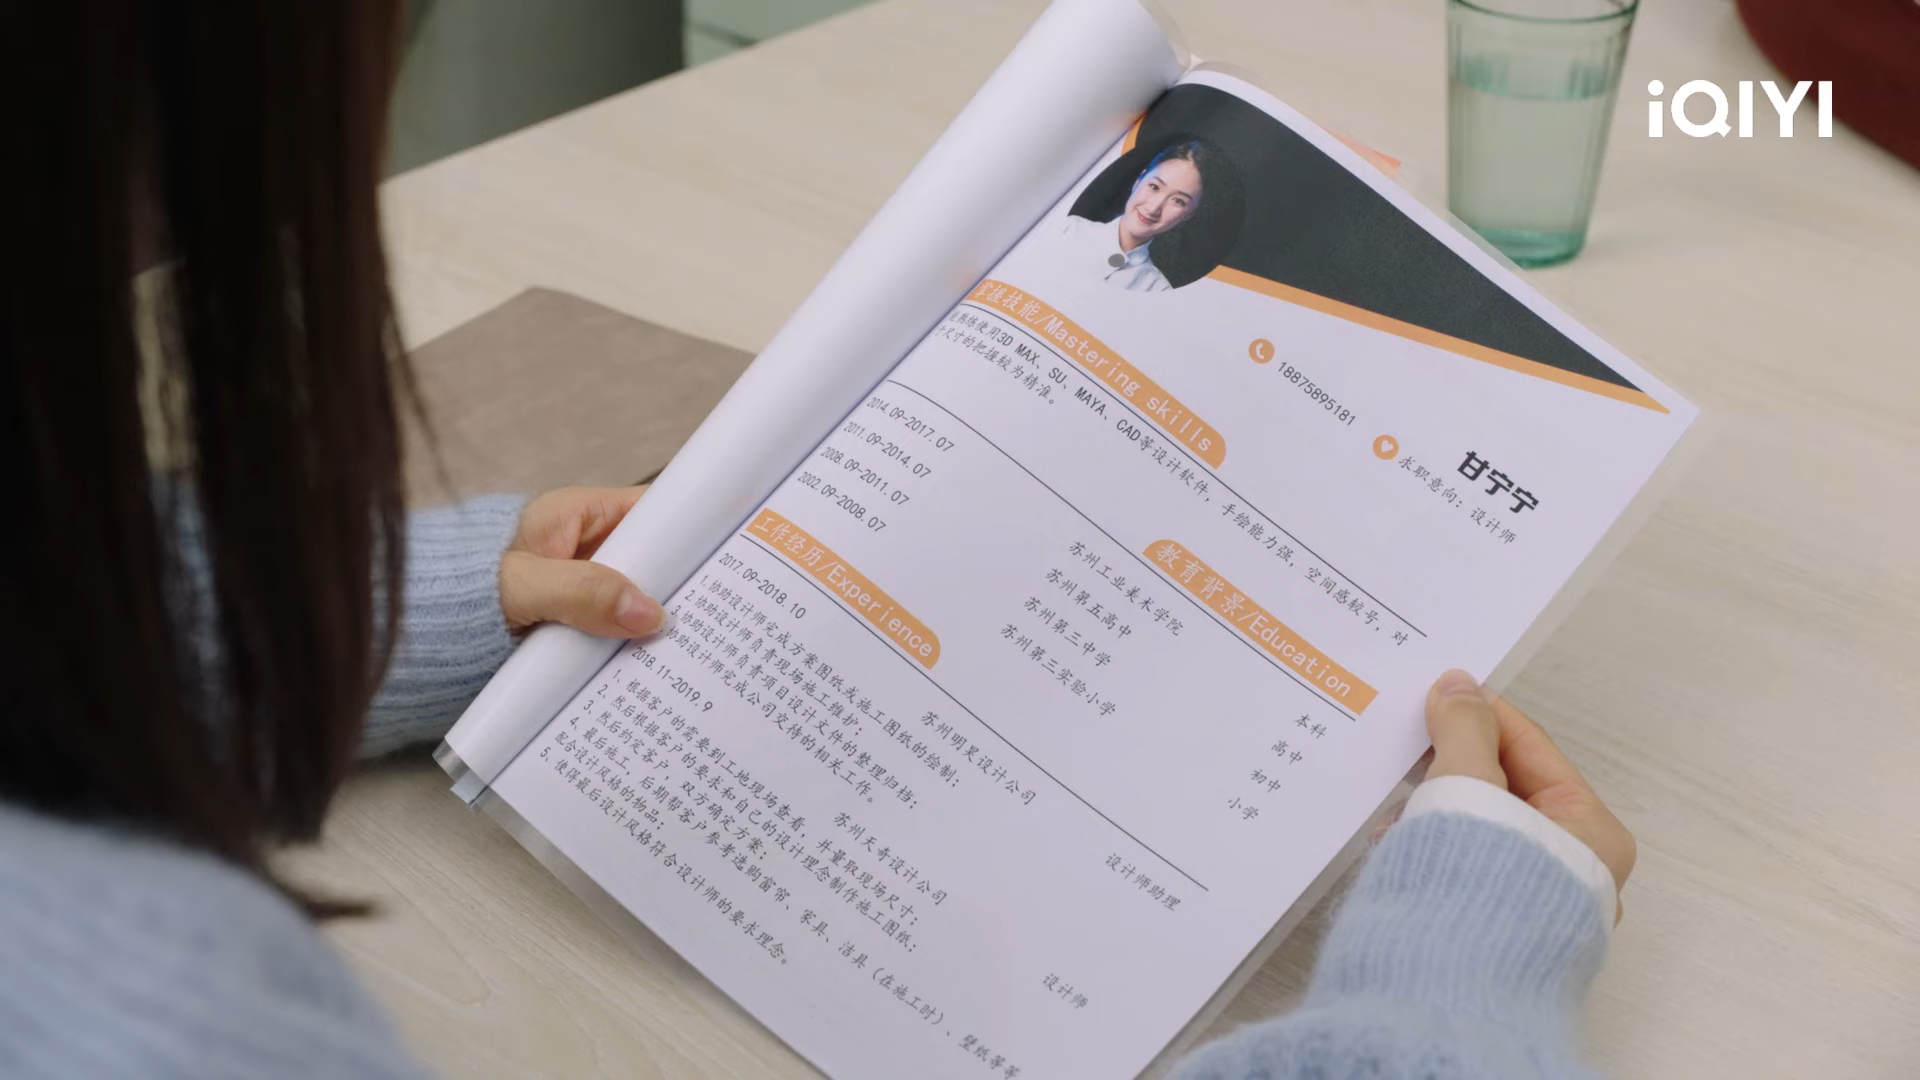 iQIYI
甘宁宁
18875895181
求职意向：设计师
掌握技能/Mastering skills
熟练使用3D MAX、SU、MAYA、CAD等设计软件，手绘能力强，空间感较号，对
于尺寸的把握较为精准。
教育背景/Education
2014.09-2017.07 苏州工业美术学院 本科
2011.09-2014.07 苏州第五高中 高中
2008.09-2011.07 苏州第三中学 初中
2002.09-2008.07 苏州第三实验小学 小学
工作经历/Experience
2017.09-2018.10 苏州明昊设计公司 设计师助理
1.协助设计师完成方案图纸或施工图纸的绘制；
2.协助设计师负责现场施工维护；
3.协助设计师负责项目设计文件的整理归档；
协助设计师完成公司交待的相关工作。
2018.11-2019.9 苏州天奇设计公司 设计师
1、根据客户的需要到工地现场查看，并量取现场尺寸；
2、然后根据客户的要求和自己的设计理念制作施工图纸；
3、然后约定客户，双方确定方案；
4、最后施工，后期帮客户参考选购窗帘、家具、洁具（在施工时）、壁纸等等
配合设计风格的物品；
5、使得最后设计风格符合设计师的要求理念。